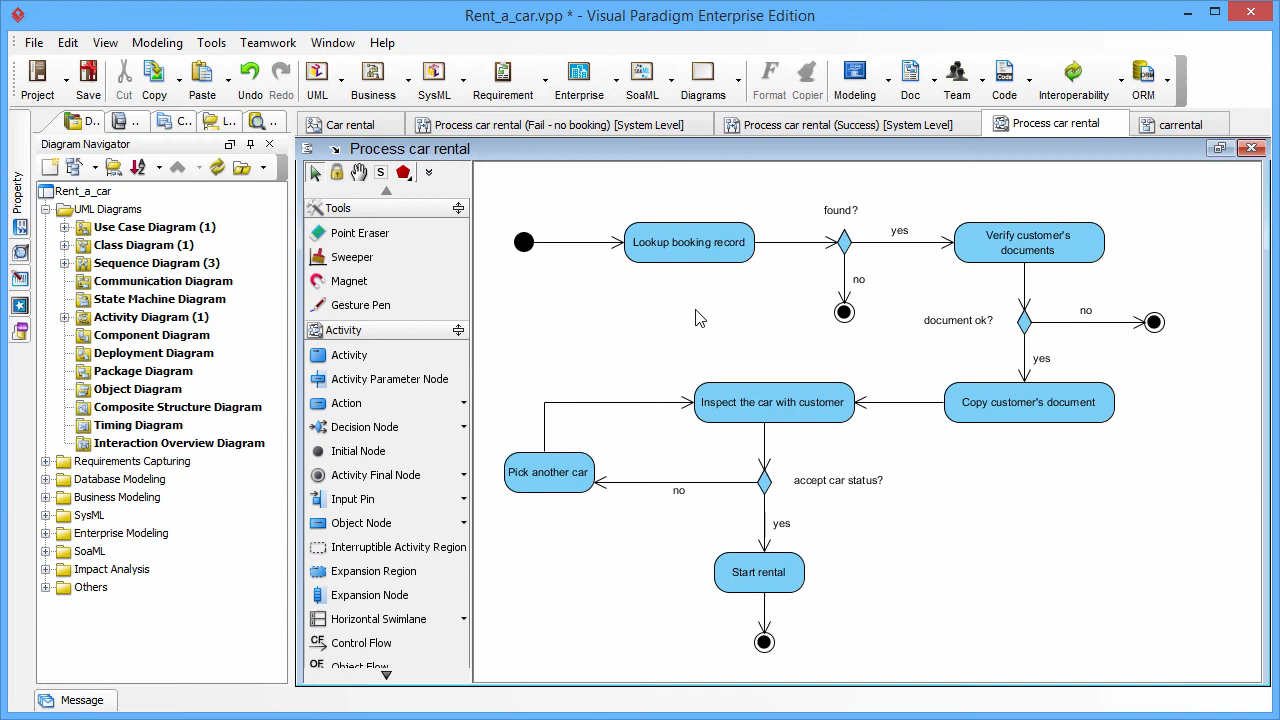 Rent_a_car.vpp * - Visual Paradigm Enterprise Edition
File Edit View Modeling Tools Teamwork Window Help
Project Save Cut Copy Paste Undo Redo UML Business SysML Requirement Enterprise SoaML Diagrams Format Copier Modeling Doc Team Code Interoperability ORM
D.. .. C.. L.. ..
Car rental
Process car rental (Fail - no booking) [System Level]
Process car rental (Success) [System Level]
Process car rental
carrental
Property
Diagram Navigator
Rent_a_car
UML Diagrams
Use Case Diagram (1)
Class Diagram (1)
Sequence Diagram (3)
Communication Diagram
State Machine Diagram
Activity Diagram (1)
Component Diagram
Deployment Diagram
Package Diagram
Object Diagram
Composite Structure Diagram
Timing Diagram
Interaction Overview Diagram
Requirements Capturing
Database Modeling
Business Modeling
SysML
Enterprise Modeling
SoaML
Impact Analysis
Others
Process car rental
S
Tools
Point Eraser
Sweeper
Magnet
Gesture Pen
Activity
Activity
Activity Parameter Node
Action
Decision Node
Initial Node
Activity Final Node
Input Pin
Object Node
Interruptible Activity Region
Expansion Region
Expansion Node
Horizontal Swimlane
CF Control Flow
OF Object Flow
found?
Lookup booking record
yes
Verify customer's
documents
no
document ok?
no
yes
Inspect the car with customer
Copy customer's document
Pick another car
no
accept car status?
yes
Start rental
Message